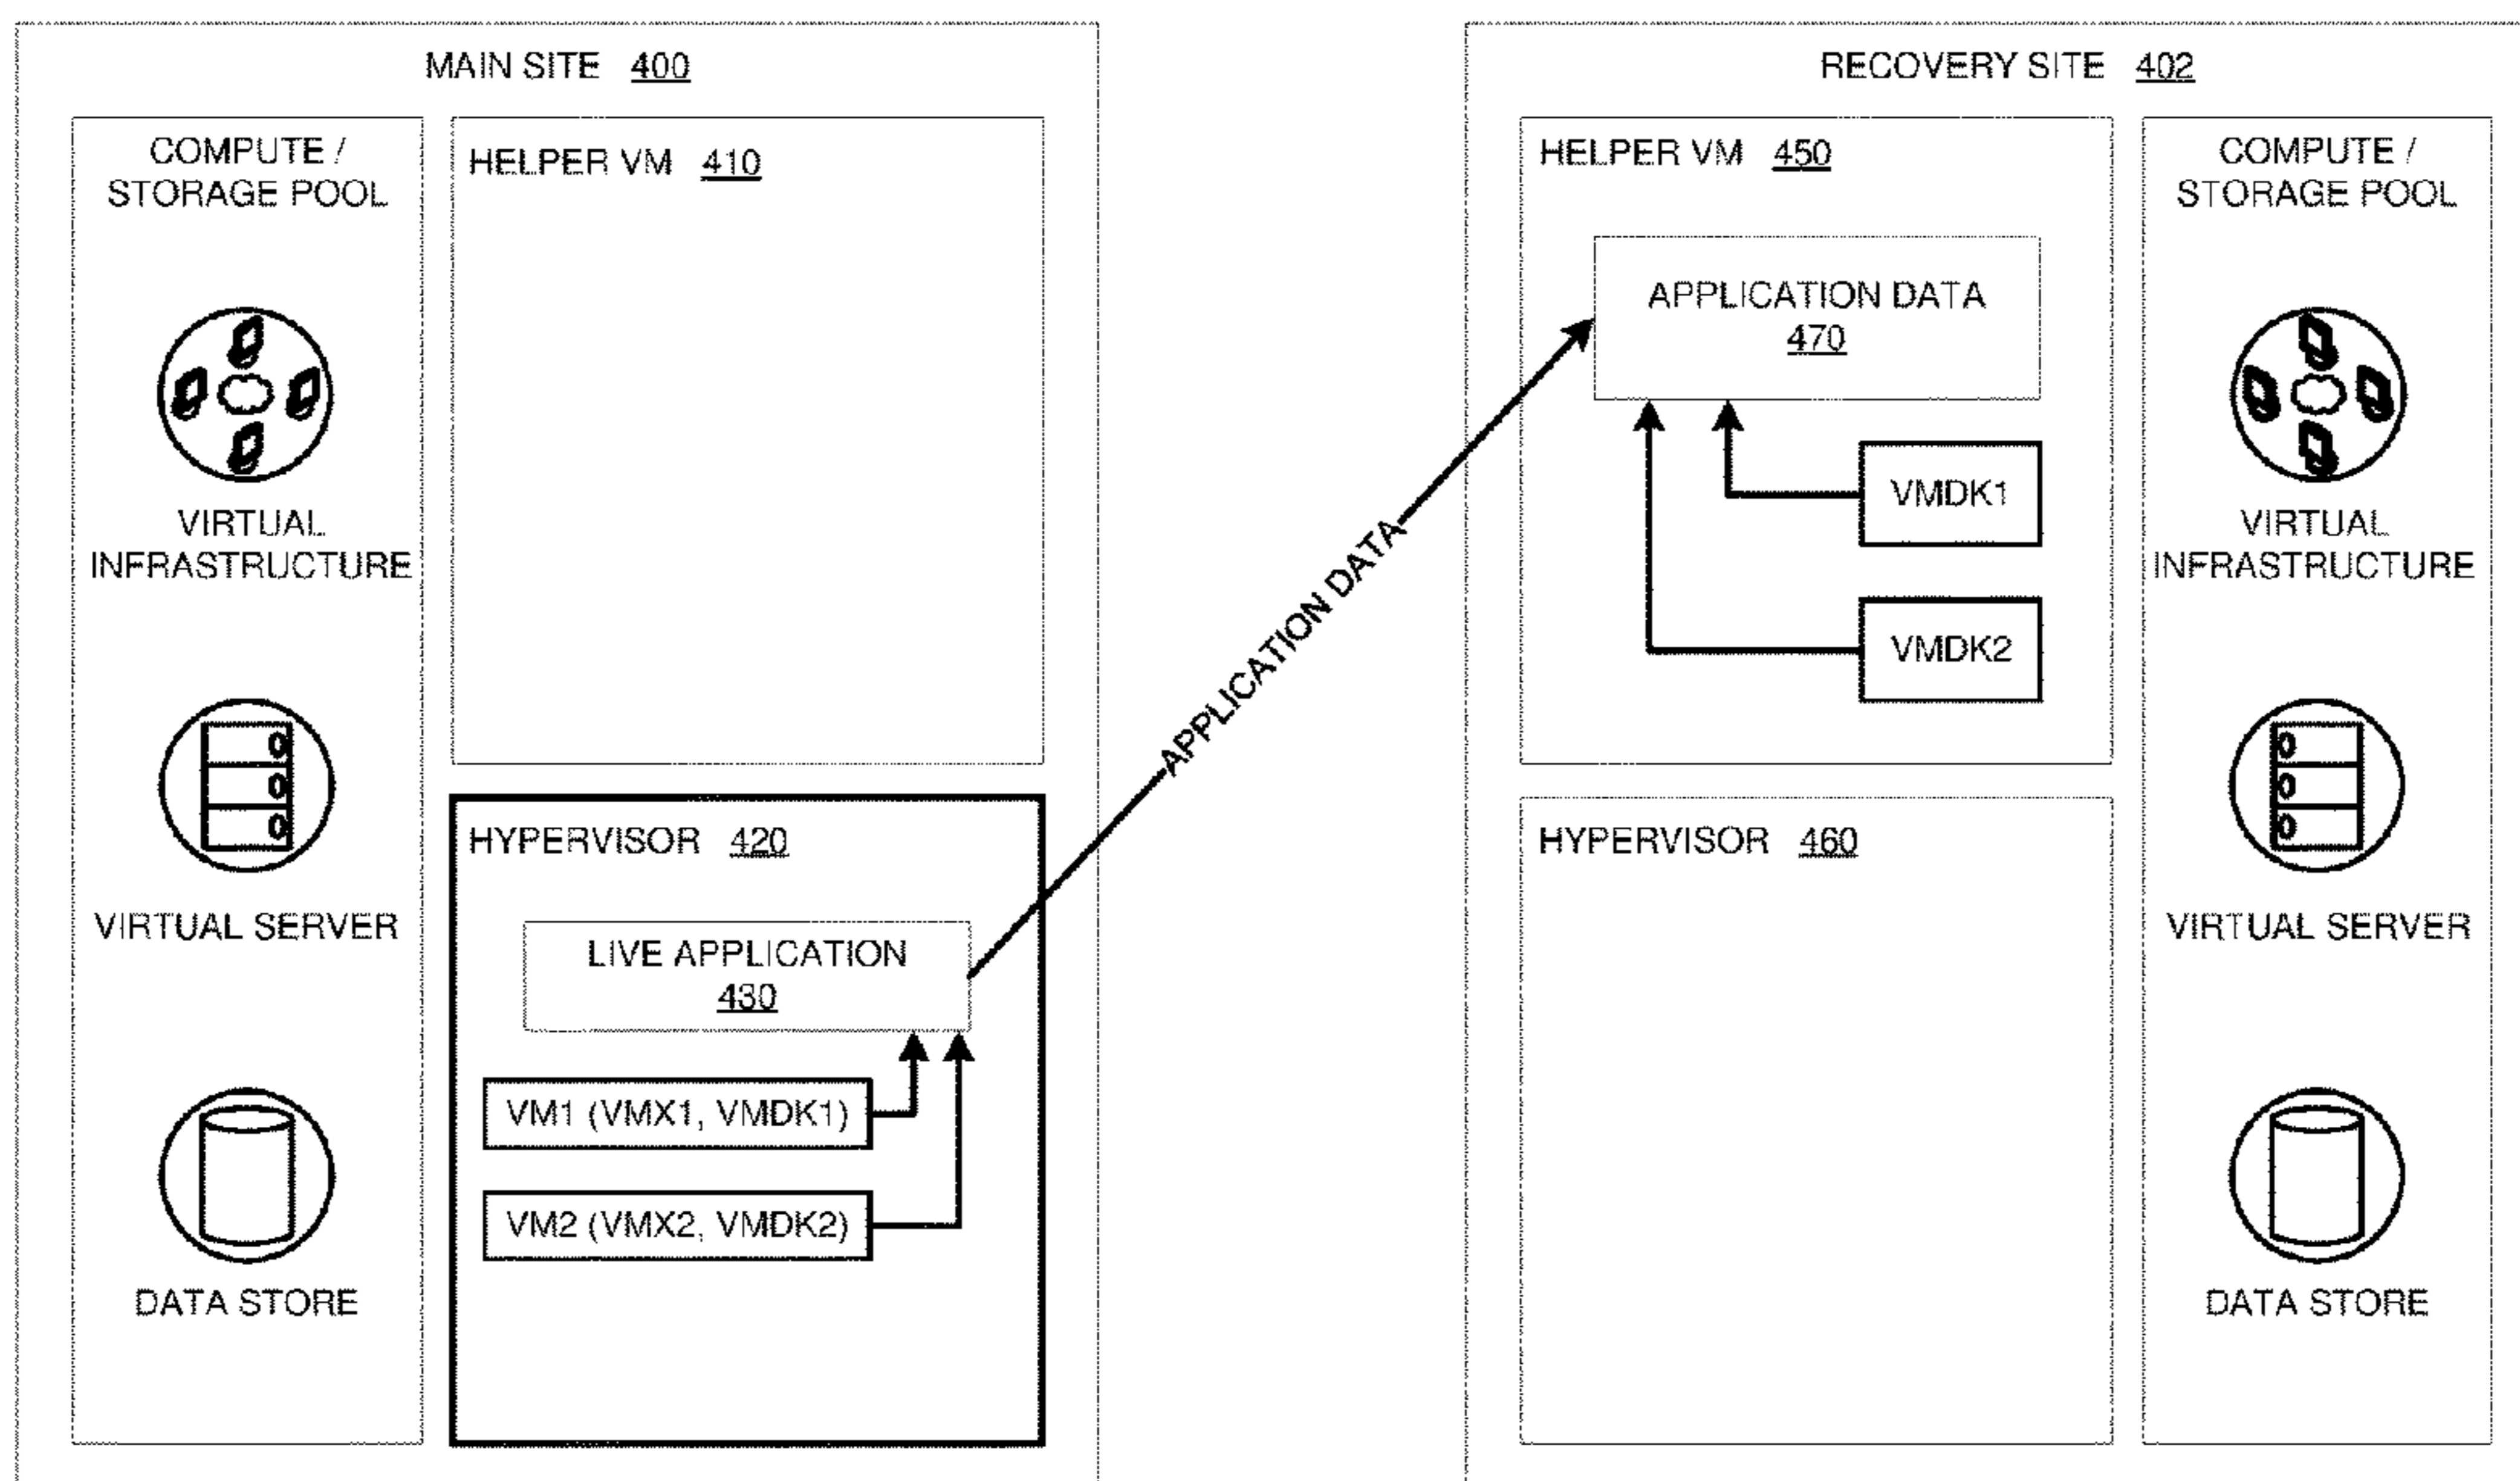 MAIN SITE 400
COMPUTE /
STORAGE POOL
VIRTUAL
INFRASTRUCTURE
VIRTUAL SERVER
DATA STORE
HELPER VM 410
HYPERVISOR 420
LIVE APPLICATION
430
VM1 (VMX1, VMDK1)
VM2 (VMX2, VMDK2)
APPLICATION DATA
RECOVERY SITE 402
HELPER VM 450
APPLICATION DATA
470
VMDK1
VMDK2
HYPERVISOR 460
COMPUTE /
STORAGE POOL
VIRTUAL
INFRASTRUCTURE
VIRTUAL SERVER
DATA STORE